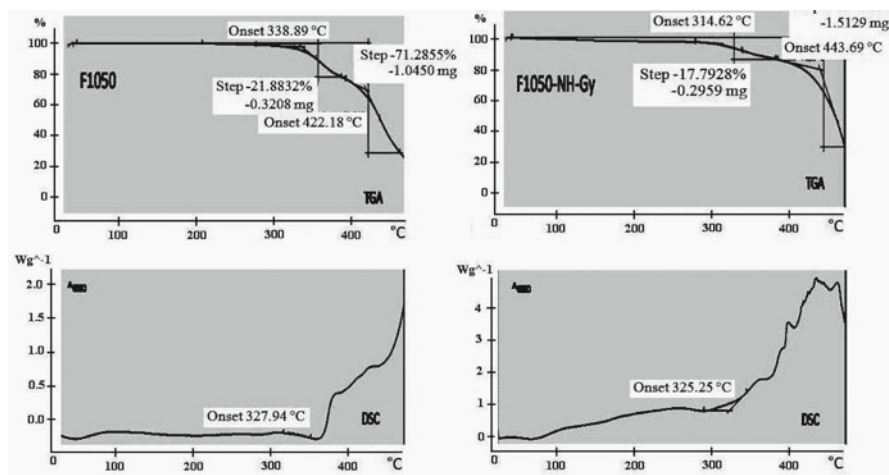 %
100
80
60
40
20
0
Onset 338.89 °C
Step -71.2855%
-1.0450 mg
F1050
Step -21.8832%
-0.3208 mg
Onset 422.18 °C
TGA
0
100
200
300
400
°C
%
100
80
60
40
20
0
Onset 314.62 °C
-1.5129 mg
Onset 443.69 °C
F1050-NH-Gy
Step -17.7928%
-0.2959 mg
TGA
0
100
200
300
400
°C
Wg^-1
2.0
1.5
1.0
0.5
0.0
Onset 327.94 °C
DSC
0
100
200
300
400
°C
Wg^-1
4
3
2
1
0
Onset 325.25 °C
DSC
0
100
200
300
400
°C